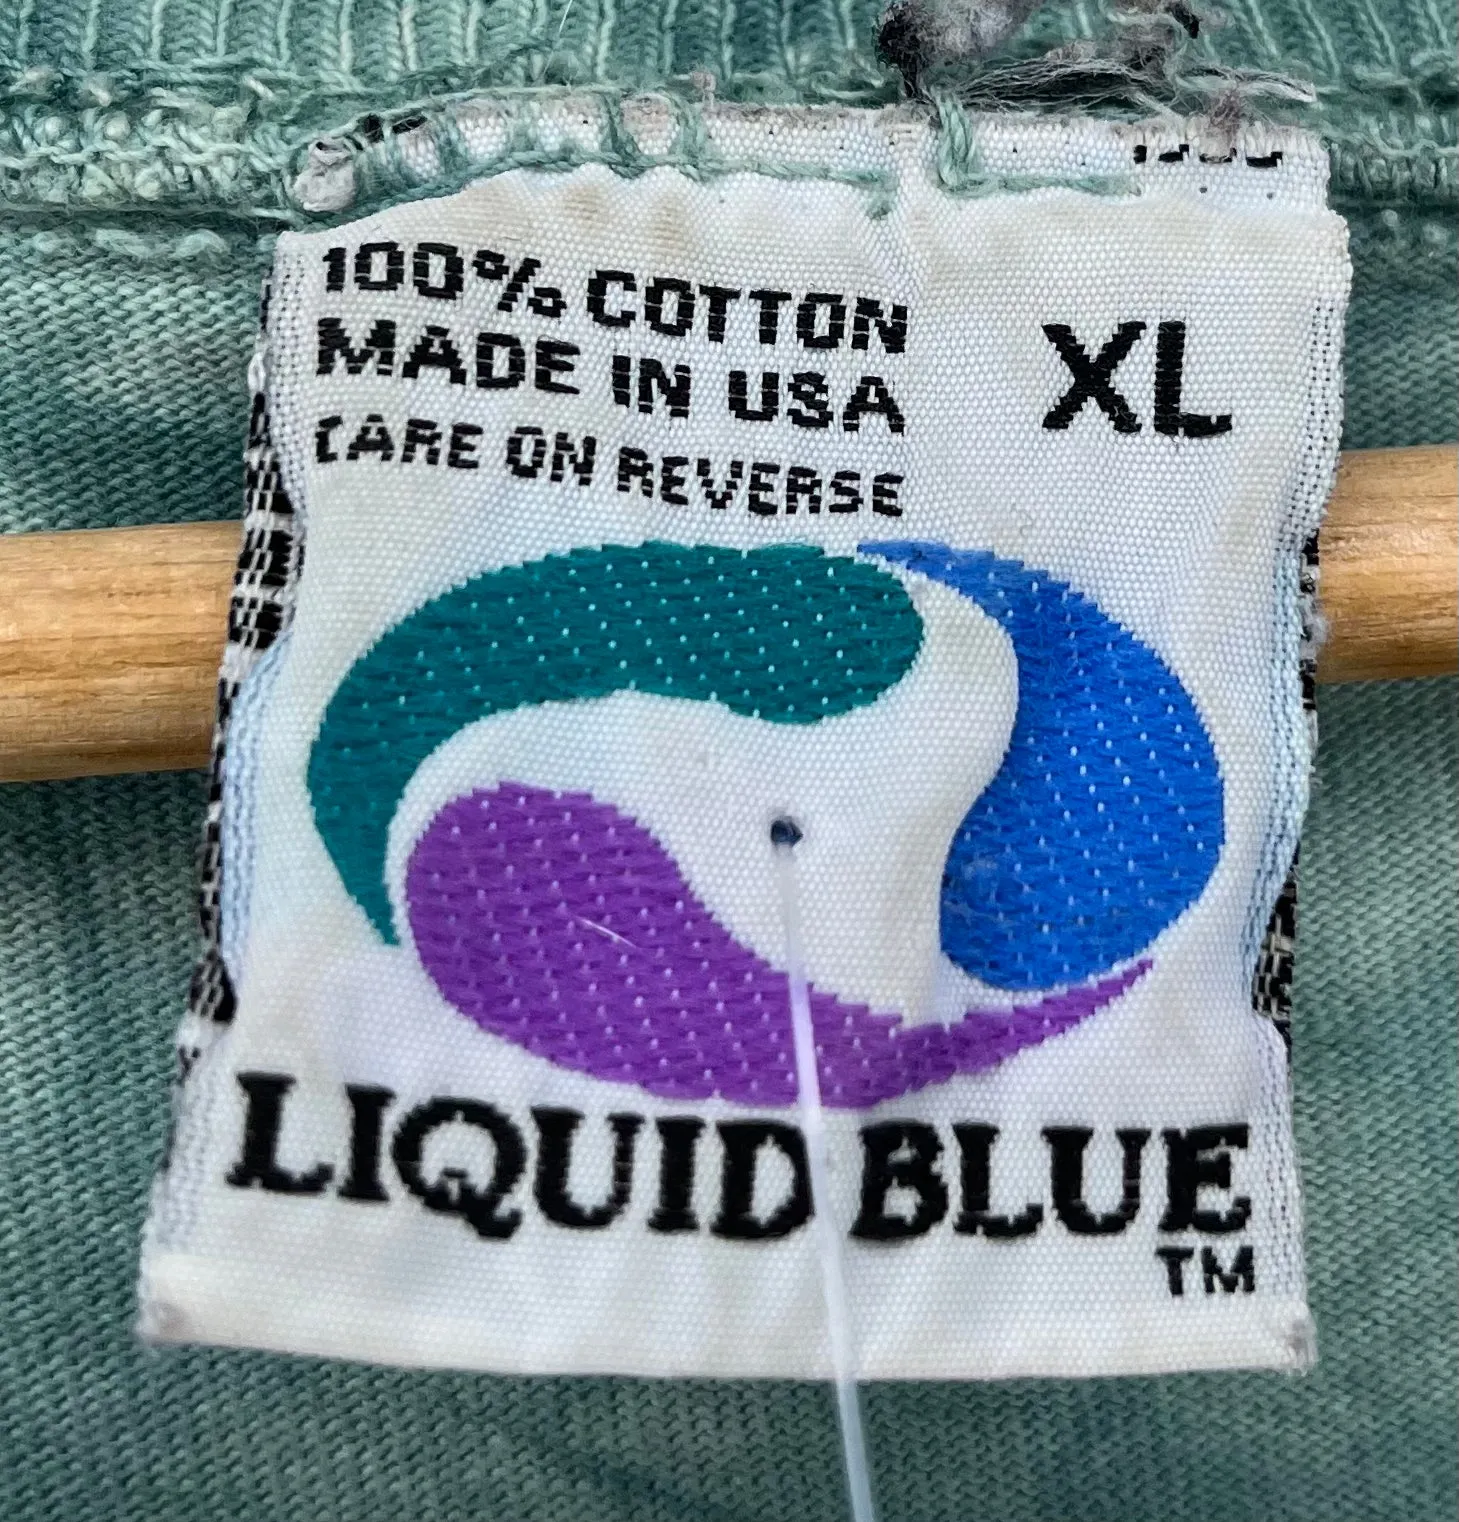 100% COTTON
MADE IN USA
CARE ON REVERSE
XL
LIQUID BLUE
TM